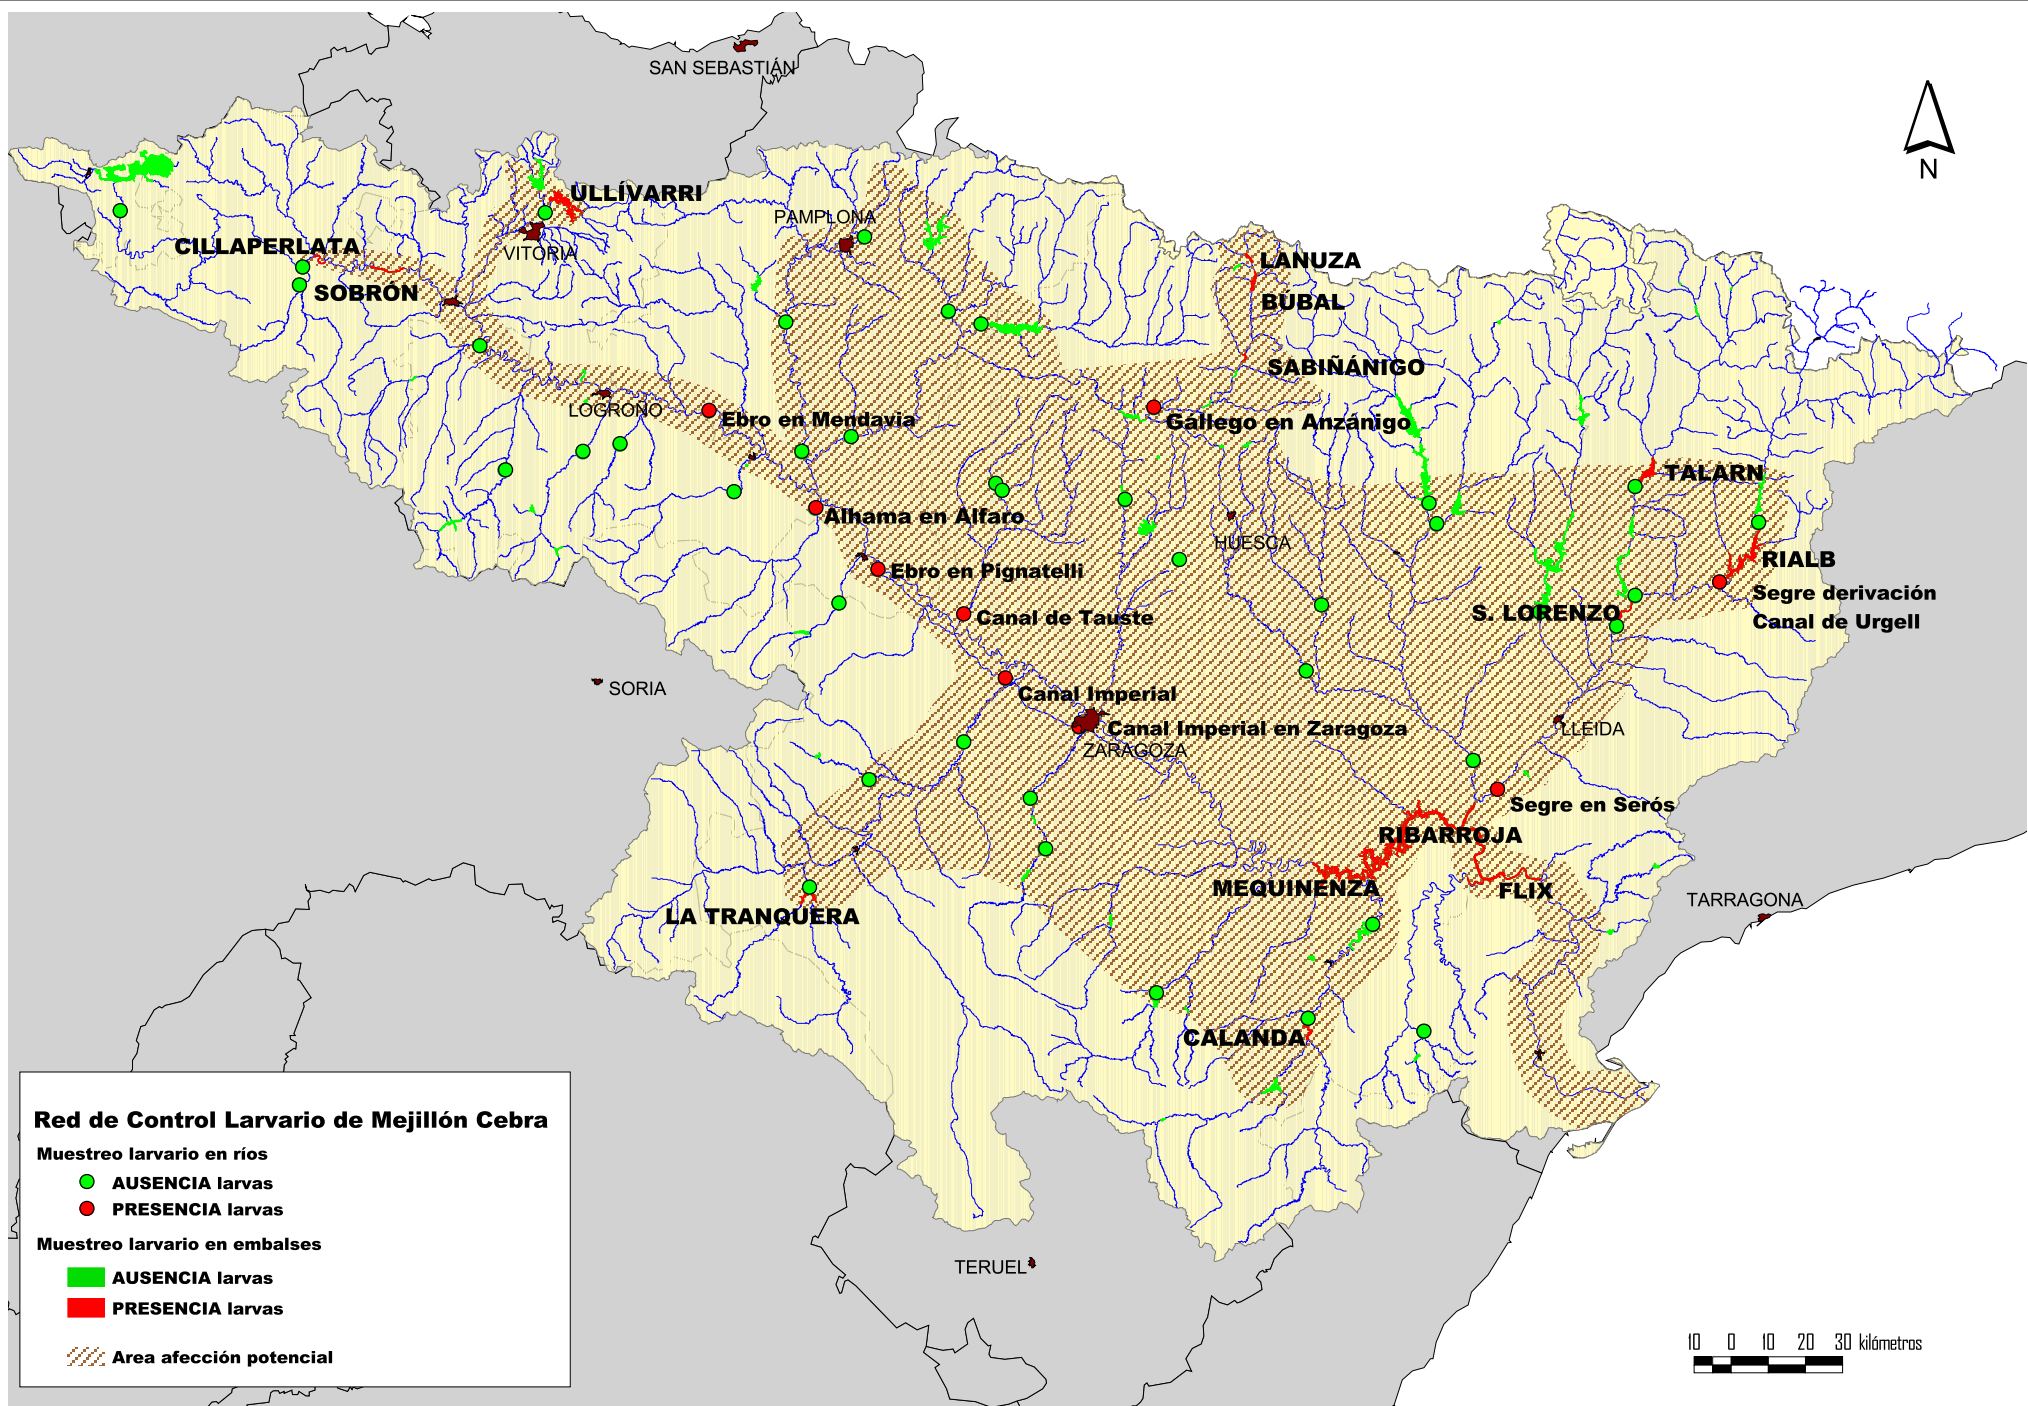 SAN SEBASTIÁN
N
ULLÍVARRI
PAMPLONA
CILLAPERLATA
VITORIA
LANUZA
SOBRÓN
BÚBAL
SABIÑÁNIGO
LOGROÑO
Ebro en Mendavia
Gállego en Anzánigo
TALARN
Alhama en Alfaro
HUESCA
RIALB
Ebro en Pignatelli
Segre derivación
Canal de Urgell
S. LORENZO
Canal de Tauste
SORIA
Canal Imperial
Canal Imperial en Zaragoza
LLEIDA
ZARAGOZA
Segre en Serós
RIBARROJA
MEQUINENZA
FLIX
TARRAGONA
LA TRANQUERA
CALANDA
Red de Control Larvario de Mejillón Cebra
Muestreo larvario en ríos
AUSENCIA larvas
PRESENCIA larvas
Muestreo larvario en embalses
AUSENCIA larvas
PRESENCIA larvas
Area afección potencial
TERUEL
10 0 10 20 30 kilómetros